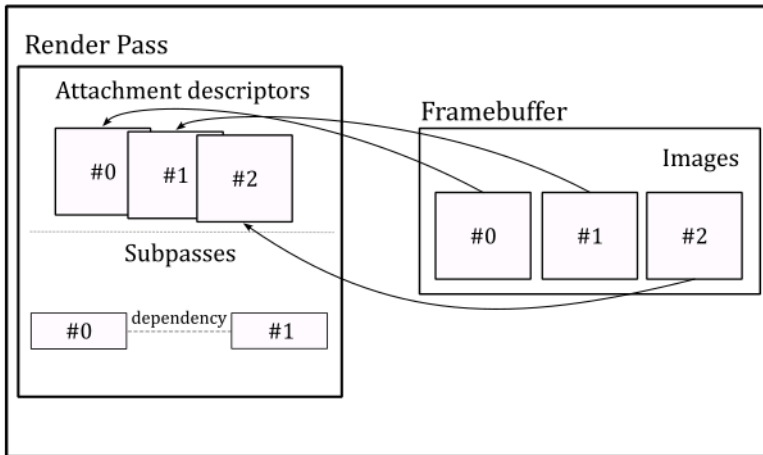 Render Pass
Attachment descriptors
#0
#1
#2
Subpasses
#0
dependency
#1
Framebuffer
Images
#0
#1
#2